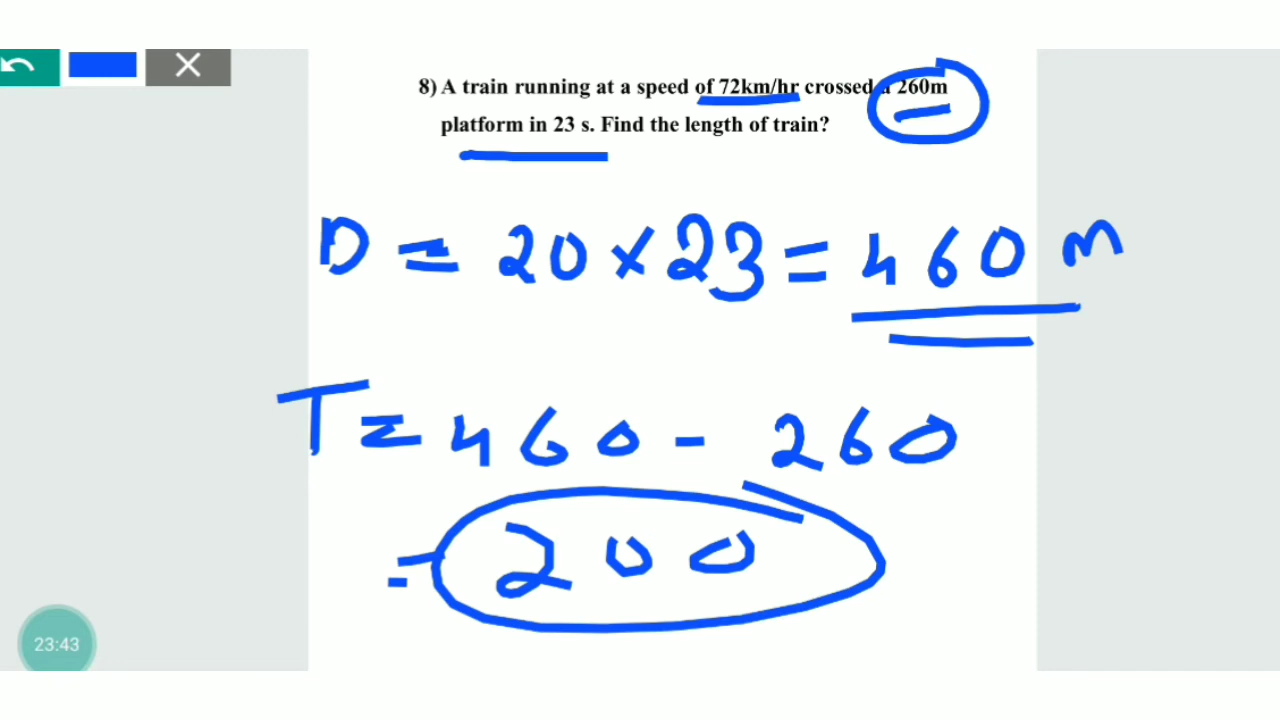 8) A train running at a speed of 72km/hr crossed a 260m
platform in 23 s. Find the length of train?
D = 20 × 23 = 460 m
T = 460 - 260
= 200
23:43